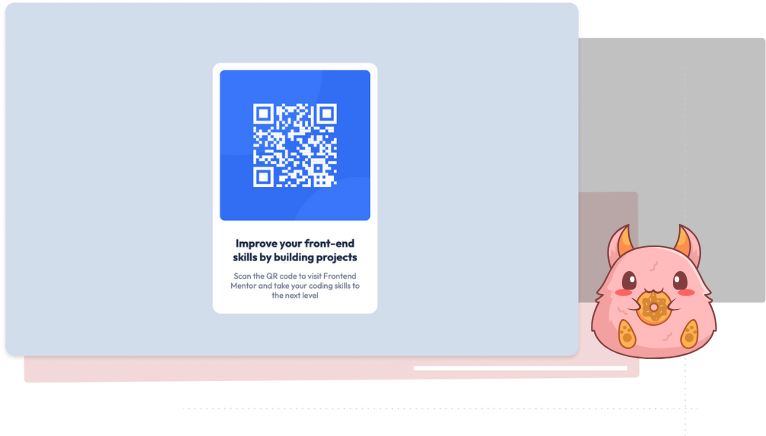 Improve your front-end
skills by building projects
Scan the QR code to visit Frontend
Mentor and take your coding skills to
the next level